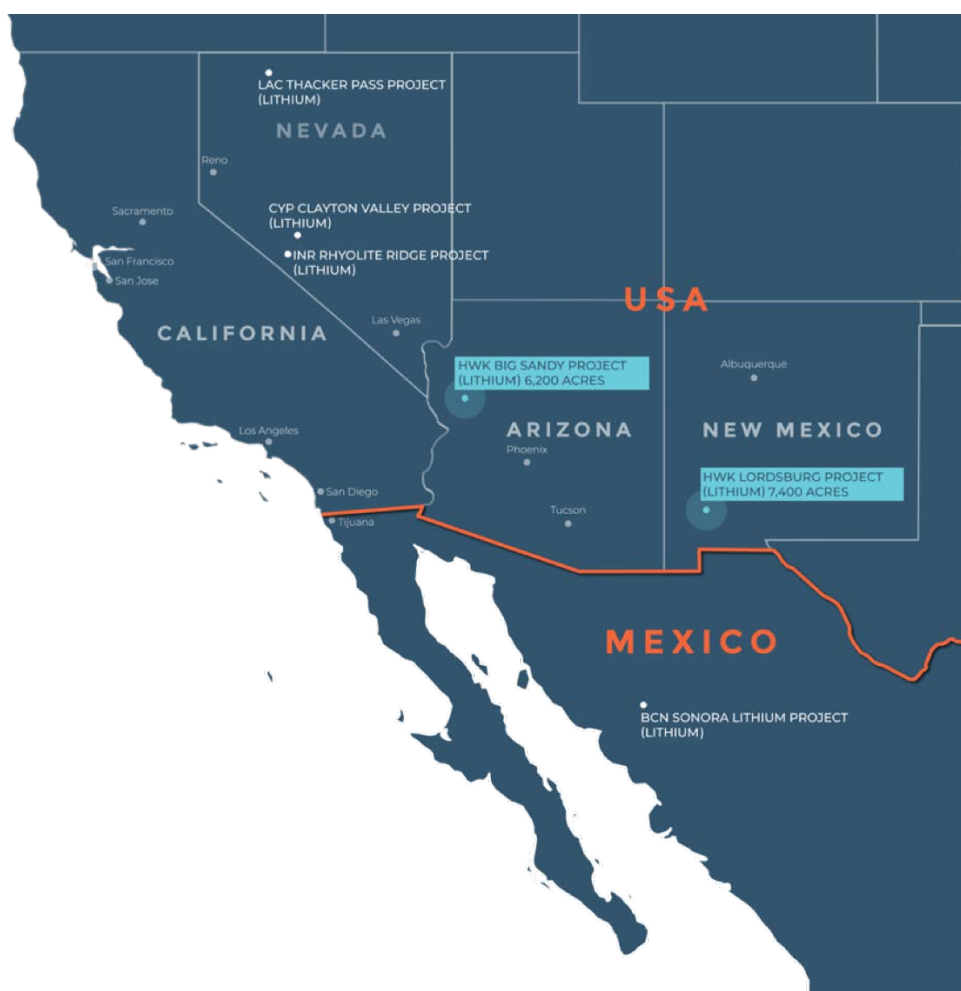 LAC THACKER PASS PROJECT
(LITHIUM)
NEVADA
Reno
CYP CLAYTON VALLEY PROJECT
(LITHIUM)
Sacramento
INR RHYOLITE RIDGE PROJECT
(LITHIUM)
San Francisco
San Jose
USA
Las Vegas
CALIFORNIA
HWK BIG SANDY PROJECT
(LITHIUM) 6,200 ACRES
Albuquerque
Los Angeles
ARIZONA
NEW MEXICO
Phoenix
HWK LORDSBURG PROJECT
(LITHIUM) 7,400 ACRES
San Diego
Tucson
Tijuana
MEXICO
BCN SONORA LITHIUM PROJECT
(LITHIUM)